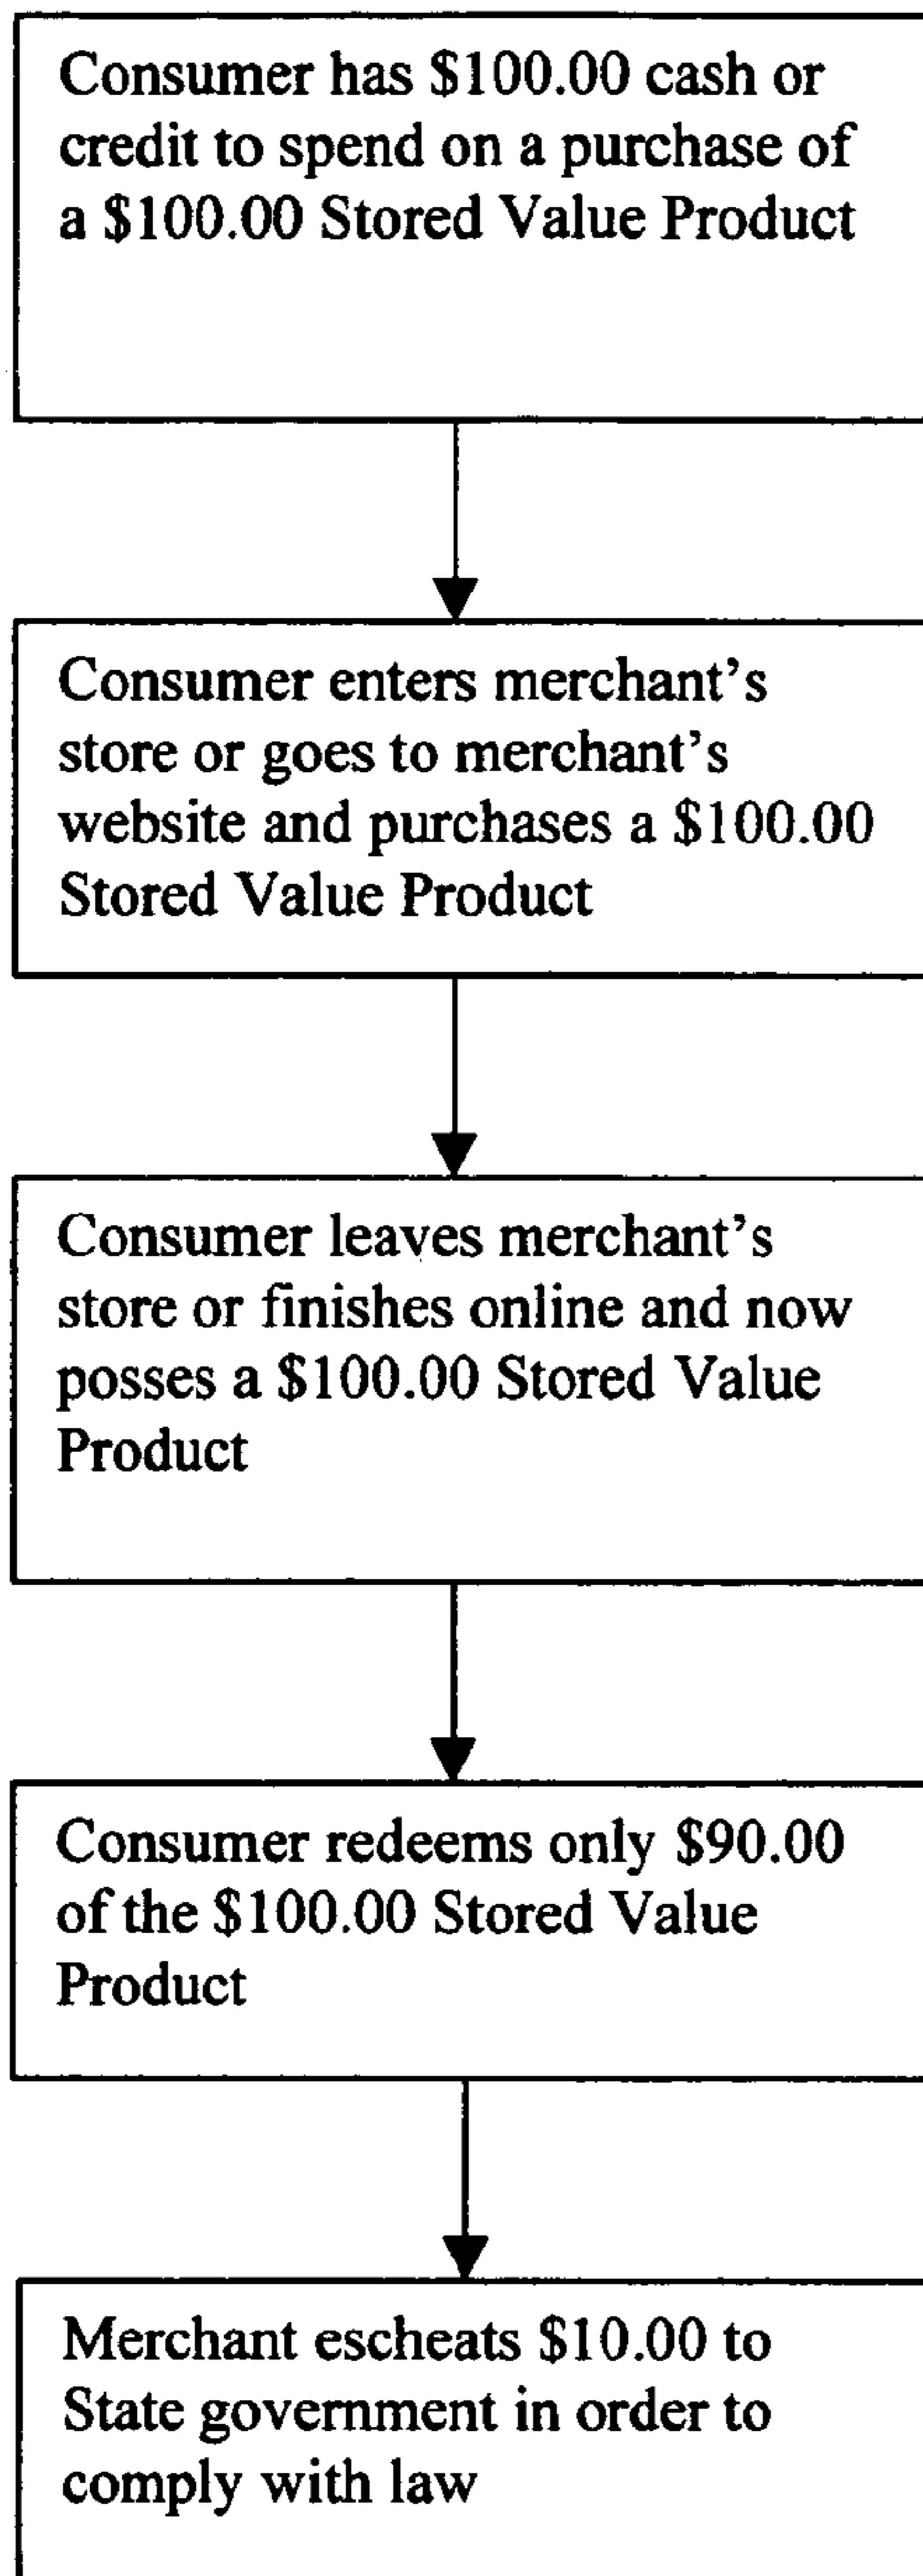 Consumer has $100.00 cash or
credit to spend on a purchase of
a $100.00 Stored Value Product
Consumer enters merchant’s
store or goes to merchant’s
website and purchases a $100.00
Stored Value Product
Consumer leaves merchant’s
store or finishes online and now
posses a $100.00 Stored Value
Product
Consumer redeems only $90.00
of the $100.00 Stored Value
Product
Merchant escheats $10.00 to
State government in order to
comply with law